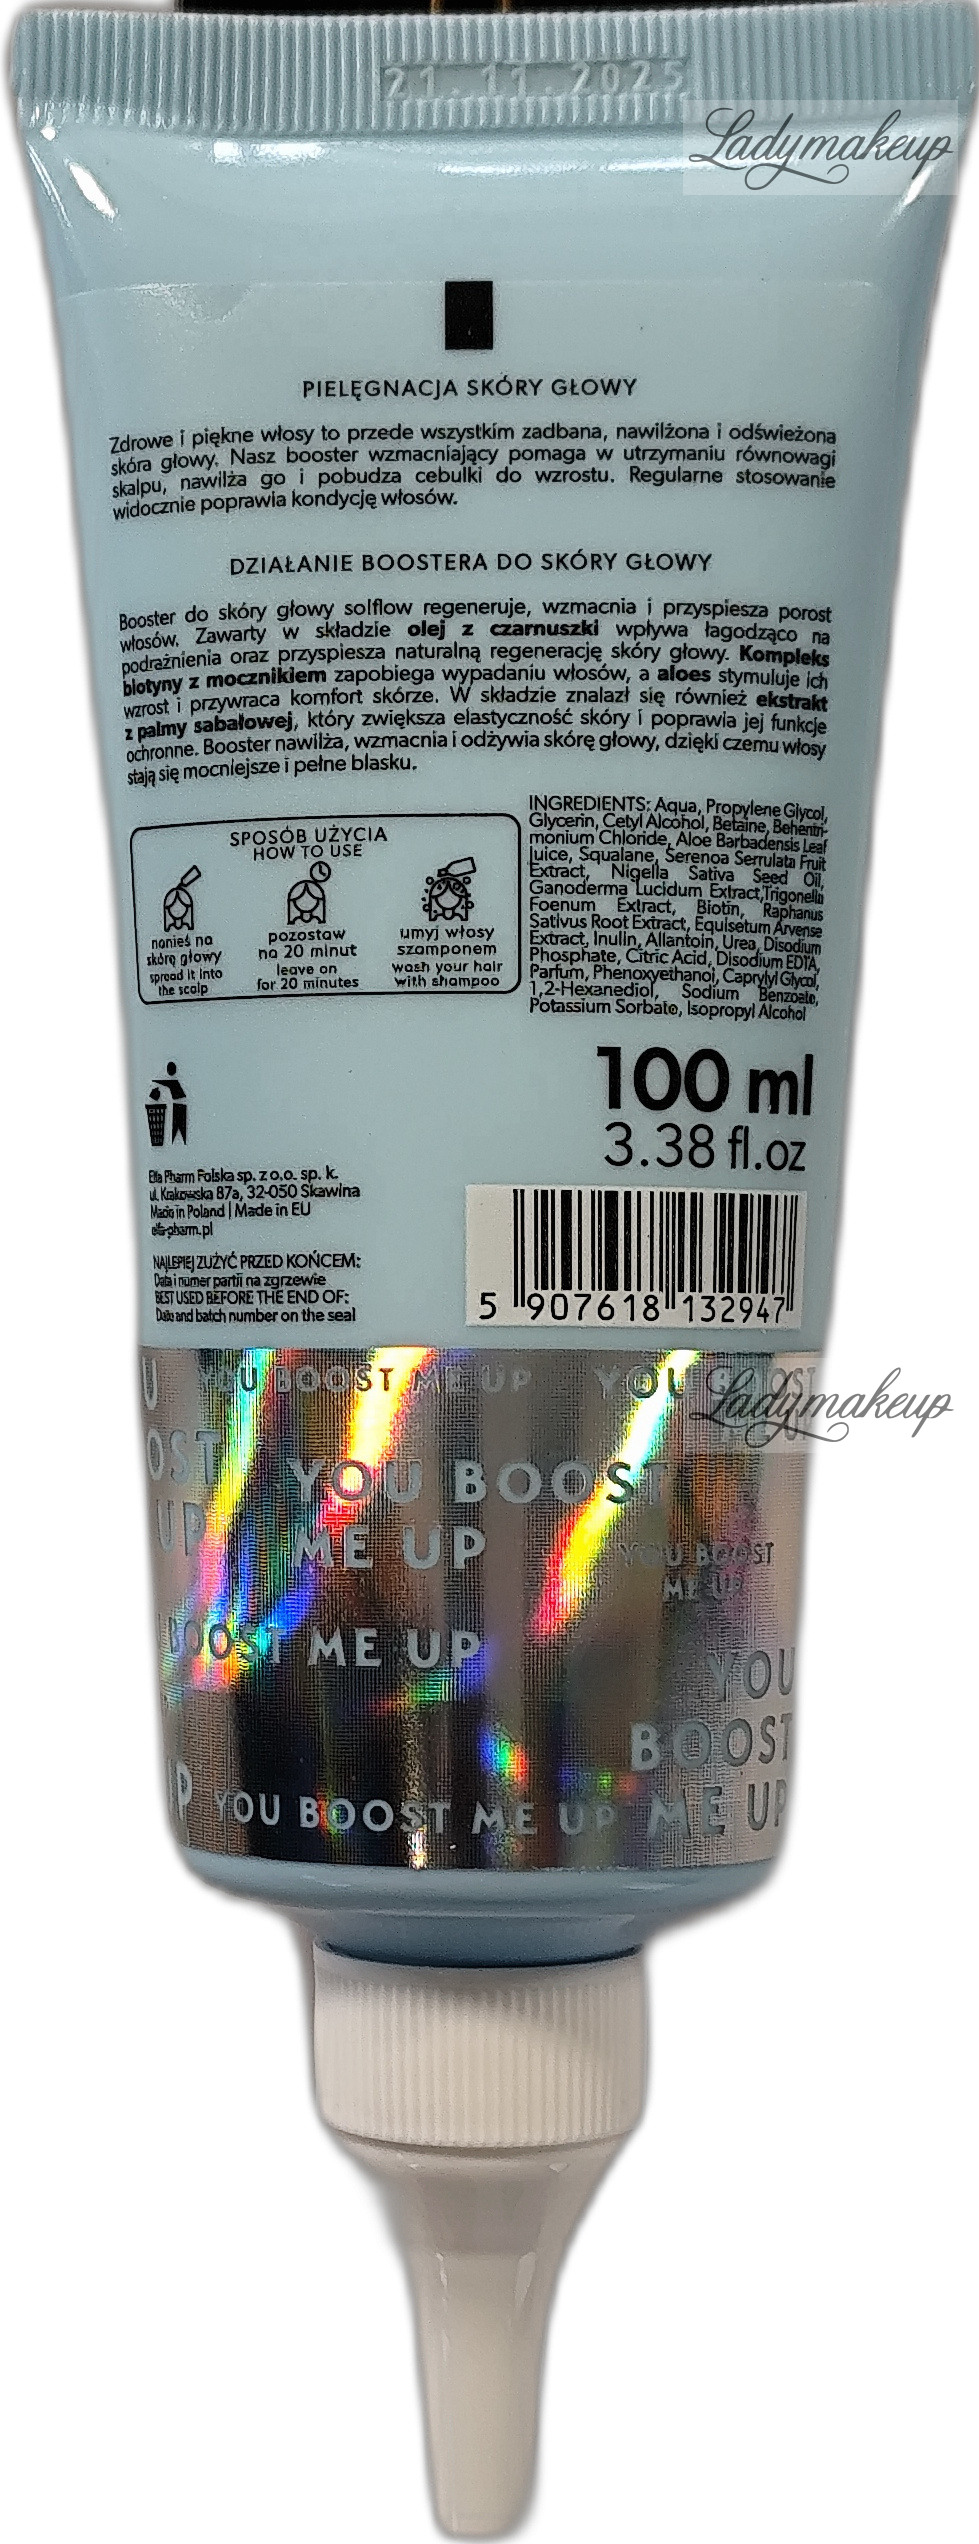 21.11.2025
Ladymakeup
PIELĘGNACJA SKÓRY GŁOWY
Zdrowe i piękne włosy to przede wszystkim zadbana, nawilżona i odświeżona
skóra głowy. Nasz booster wzmacniający pomaga w utrzymaniu równowagi
skalpu, nawilża go i pobudza cebulki do wzrostu. Regularne stosowanie
widocznie poprawia kondycję włosów.
DZIAŁANIE BOOSTERA DO SKÓRY GŁOWY
Booster do skóry głowy solflow regeneruje, wzmacnia i przyspiesza porost
włosów. Zawarty w składzie olej z czarnuszki wpływa łagodząco na
podrażnienia oraz przyspiesza naturalną regenerację skóry głowy. Kompleks
biotyny z mocznikiem zapobiega wypadaniu włosów, a aloes stymuluje ich
wzrost i przywraca komfort skórze. W składzie znalazł się również ekstrakt
z palmy sabałowej, który zwiększa elastyczność skóry i poprawia jej funkcje
ochronne. Booster nawilża, wzmacnia i odżywia skórę głowy, dzięki czemu włosy
stają się mocniejsze i pełne blasku.
SPOSÓB UŻYCIA
HOW TO USE
nanieś na
skórę głowy
spread it into
the scalp
pozostaw
na 20 minut
leave on
for 20 minutes
umyj włosy
szamponem
wash your hair
with shampoo
INGREDIENTS: Aqua, Propylene Glycol,
Glycerin, Cetyl Alcohol, Betaine, Behentri-
monium Chloride, Aloe Barbadensis Leaf
Juice, Squalane, Serenoa Serrulata Fruit
Extract, Nigella Sativa Seed Oil,
Ganoderma Lucidum Extract,Trigonella
Foenum Extract, Biotin, Raphanus
Sativus Root Extract, Equisetum Arvense
Extract, Inulin, Allantoin, Urea, Disodium
Phosphate, Citric Acid, Disodium EDTA,
Parfum, Phenoxyethanol, Caprylyl Glycol,
1,2-Hexanediol, Sodium Benzoate,
Potassium Sorbate, Isopropyl Alcohol
100 ml
3.38 fl.oz
Elfa Pharm Polska sp. z o.o. sp. k.
ul. Krakowska 87a, 32-050 Skawina
Made in Poland | Made in EU
elfa-pharm.pl
NAJLEPIEJ ZUŻYĆ PRZED KOŃCEM:
Data i numer partii na zgrzewie
BEST USED BEFORE THE END OF:
Date and batch number on the seal
5 907618 132947
U YOU BOOST ME UP YOU BOOST
Ladymakeup
OST YOU BOOST
UP ME UP
YOU BOOST
ME UP
BOOST ME UP
YOU
BOOST
ME UP
UP YOU BOOST ME UP